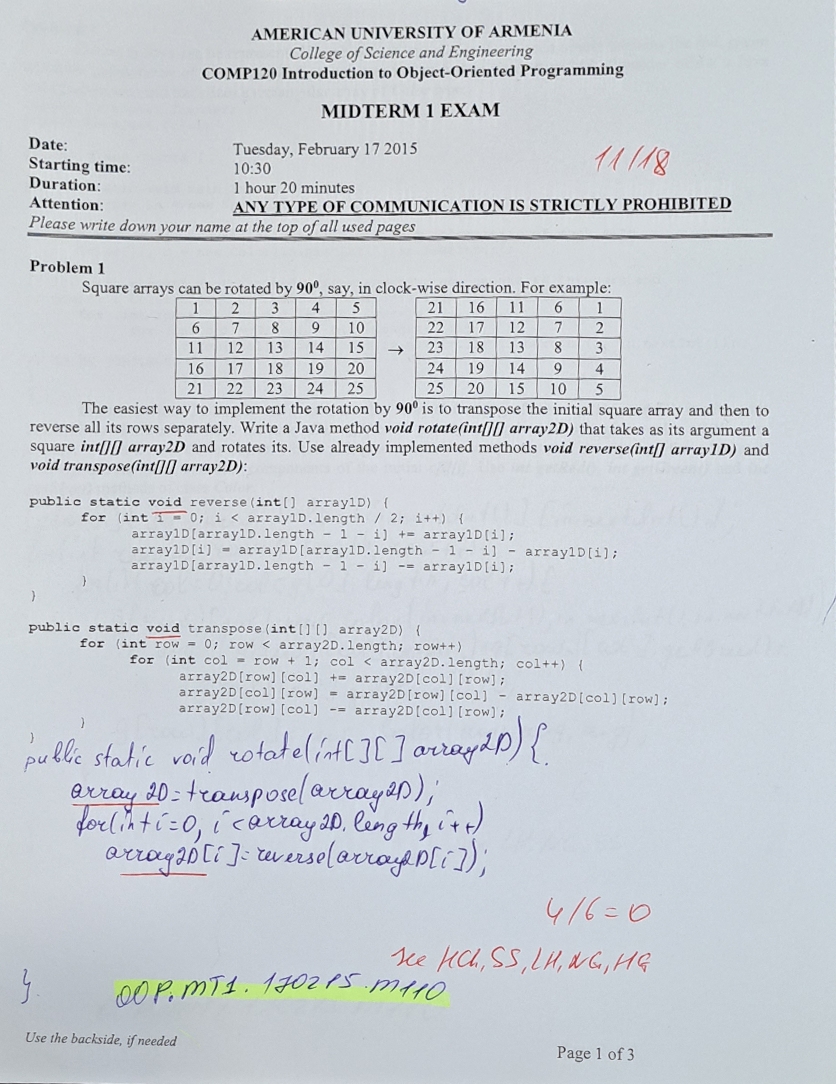 AMERICAN UNIVERSITY OF ARMENIA
College of Science and Engineering
COMP120 Introduction to Object-Oriented Programming
MIDTERM 1 EXAM
Date: Tuesday, February 17 2015
11/18
Starting time: 10:30
Duration: 1 hour 20 minutes
Attention: ANY TYPE OF COMMUNICATION IS STRICTLY PROHIBITED
Please write down your name at the top of all used pages
Problem 1
Square arrays can be rotated by 90⁰, say, in clock-wise direction. For example:
1 2 3 4 5 21 16 11 6 1
6 7 8 9 10 22 17 12 7 2
11 12 13 14 15 → 23 18 13 8 3
16 17 18 19 20 24 19 14 9 4
21 22 23 24 25 25 20 15 10 5
The easiest way to implement the rotation by 90⁰ is to transpose the initial square array and then to
reverse all its rows separately. Write a Java method void rotate(int[][] array2D) that takes as its argument a
square int[][] array2D and rotates its. Use already implemented methods void reverse(int[] array1D) and
void transpose(int[][] array2D):
public static void reverse(int[] array1D) {
for (int i = 0; i < array1D.length / 2; i++) {
array1D[array1D.length - 1 - i] += array1D[i];
array1D[i] = array1D[array1D.length - 1 - i] - array1D[i];
array1D[array1D.length - 1 - i] -= array1D[i];
}
}
public static void transpose(int[][] array2D) {
for (int row = 0; row < array2D.length; row++)
for (int col = row + 1; col < array2D.length; col++) {
array2D[row][col] += array2D[col][row];
array2D[col][row] = array2D[row][col] - array2D[col][row];
array2D[row][col] -= array2D[col][row];
}
}
public static void rotate(int[][] array2D) {
array 2D = transpose(array2D);
for(int i=0, i<array2D.length, i++)
array2D[i]=reverse(array2D[i]);
4/6=0
see HCh, SS, LH, NG, HG
}
OOP.MT1.170215.M110
Use the backside, if needed
Page 1 of 3